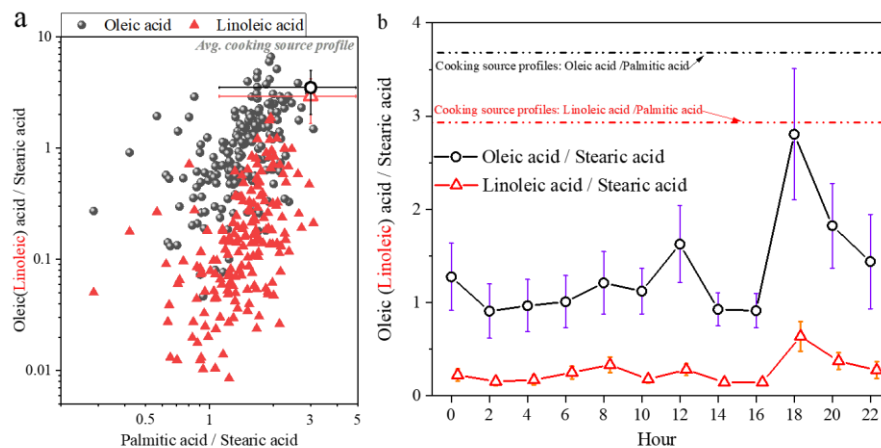 a
Oleic acid Linoleic acid
Avg. cooking source profile
10
1
0.1
0.01
Oleic(Linoleic) acid / Stearic acid
0.5 1 3 5
Palmitic acid / Stearic acid
b
4
3
2
1
0
Oleic (Linoleic) acid / Stearic acid
Cooking source profiles: Oleic acid /Palmitic acid
Cooking source profiles: Linoleic acid /Palmitic acid
Oleic acid / Stearic acid
Linoleic acid / Stearic acid
0 2 4 6 8 10 12 14 16 18 20 22
Hour